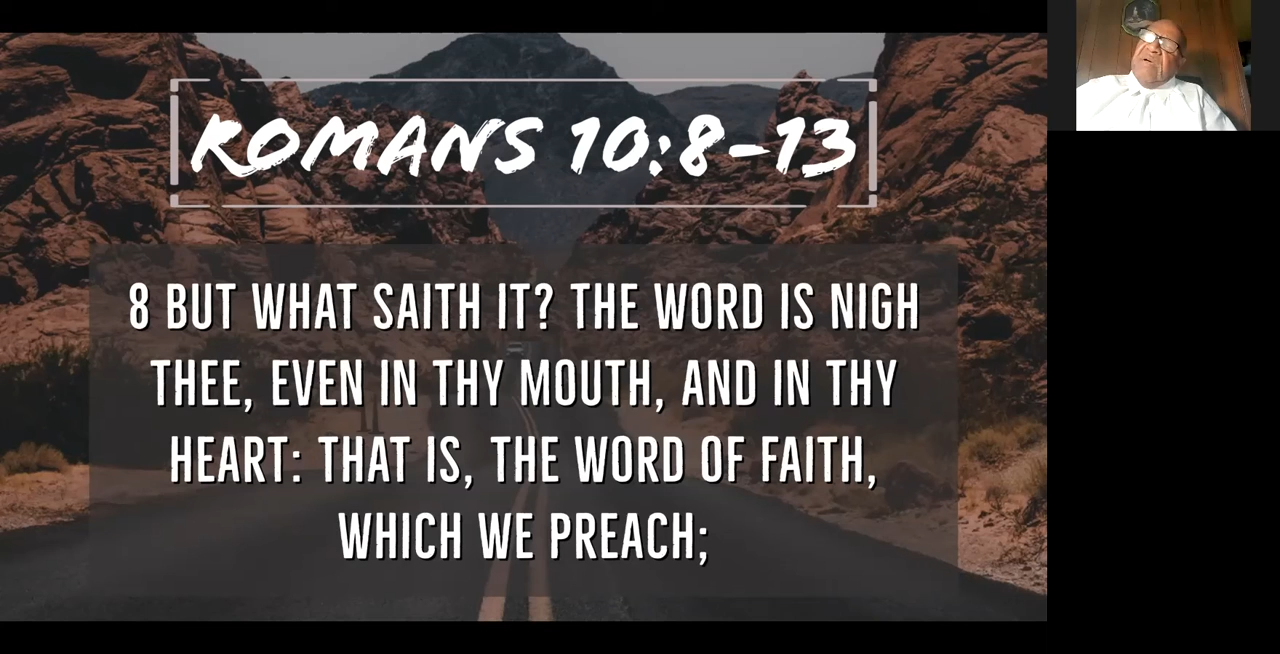 ROMANS 10:8-13
8 BUT WHAT SAITH IT? THE WORD IS NIGH
THEE, EVEN IN THY MOUTH, AND IN THY
HEART: THAT IS, THE WORD OF FAITH,
WHICH WE PREACH;